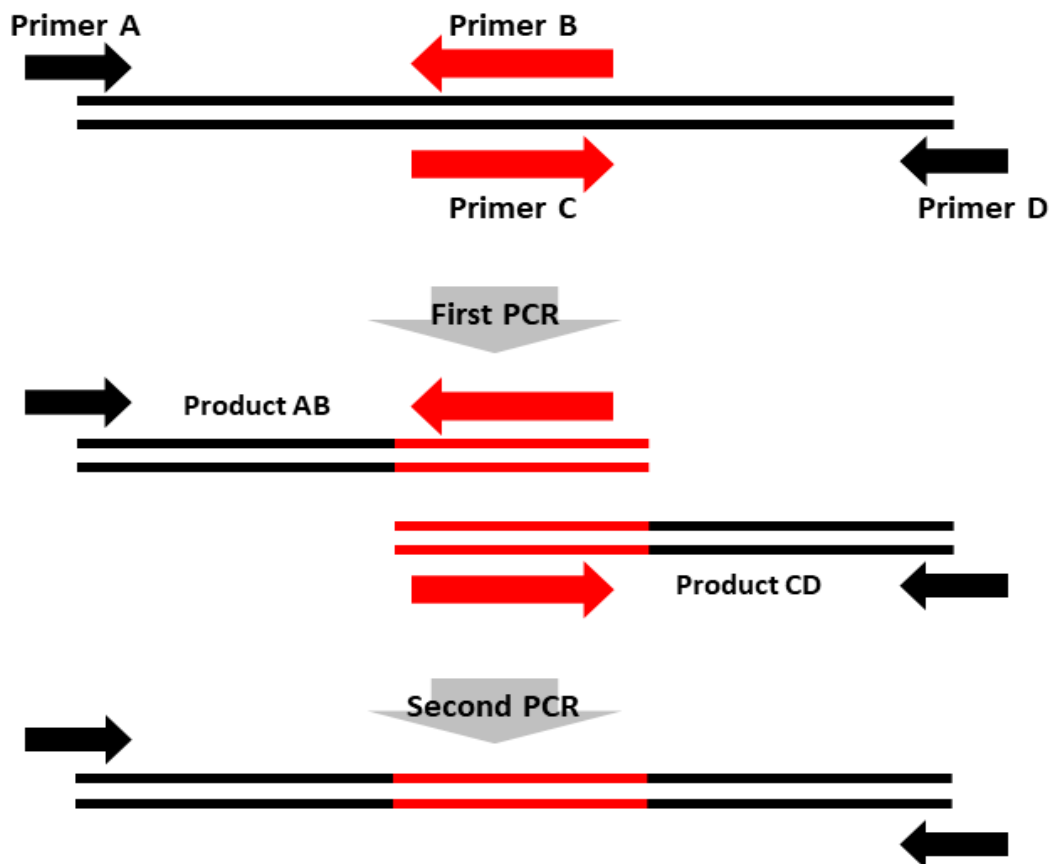 Primer A
Primer B
Primer C
Primer D
First PCR
Product AB
Product CD
Second PCR